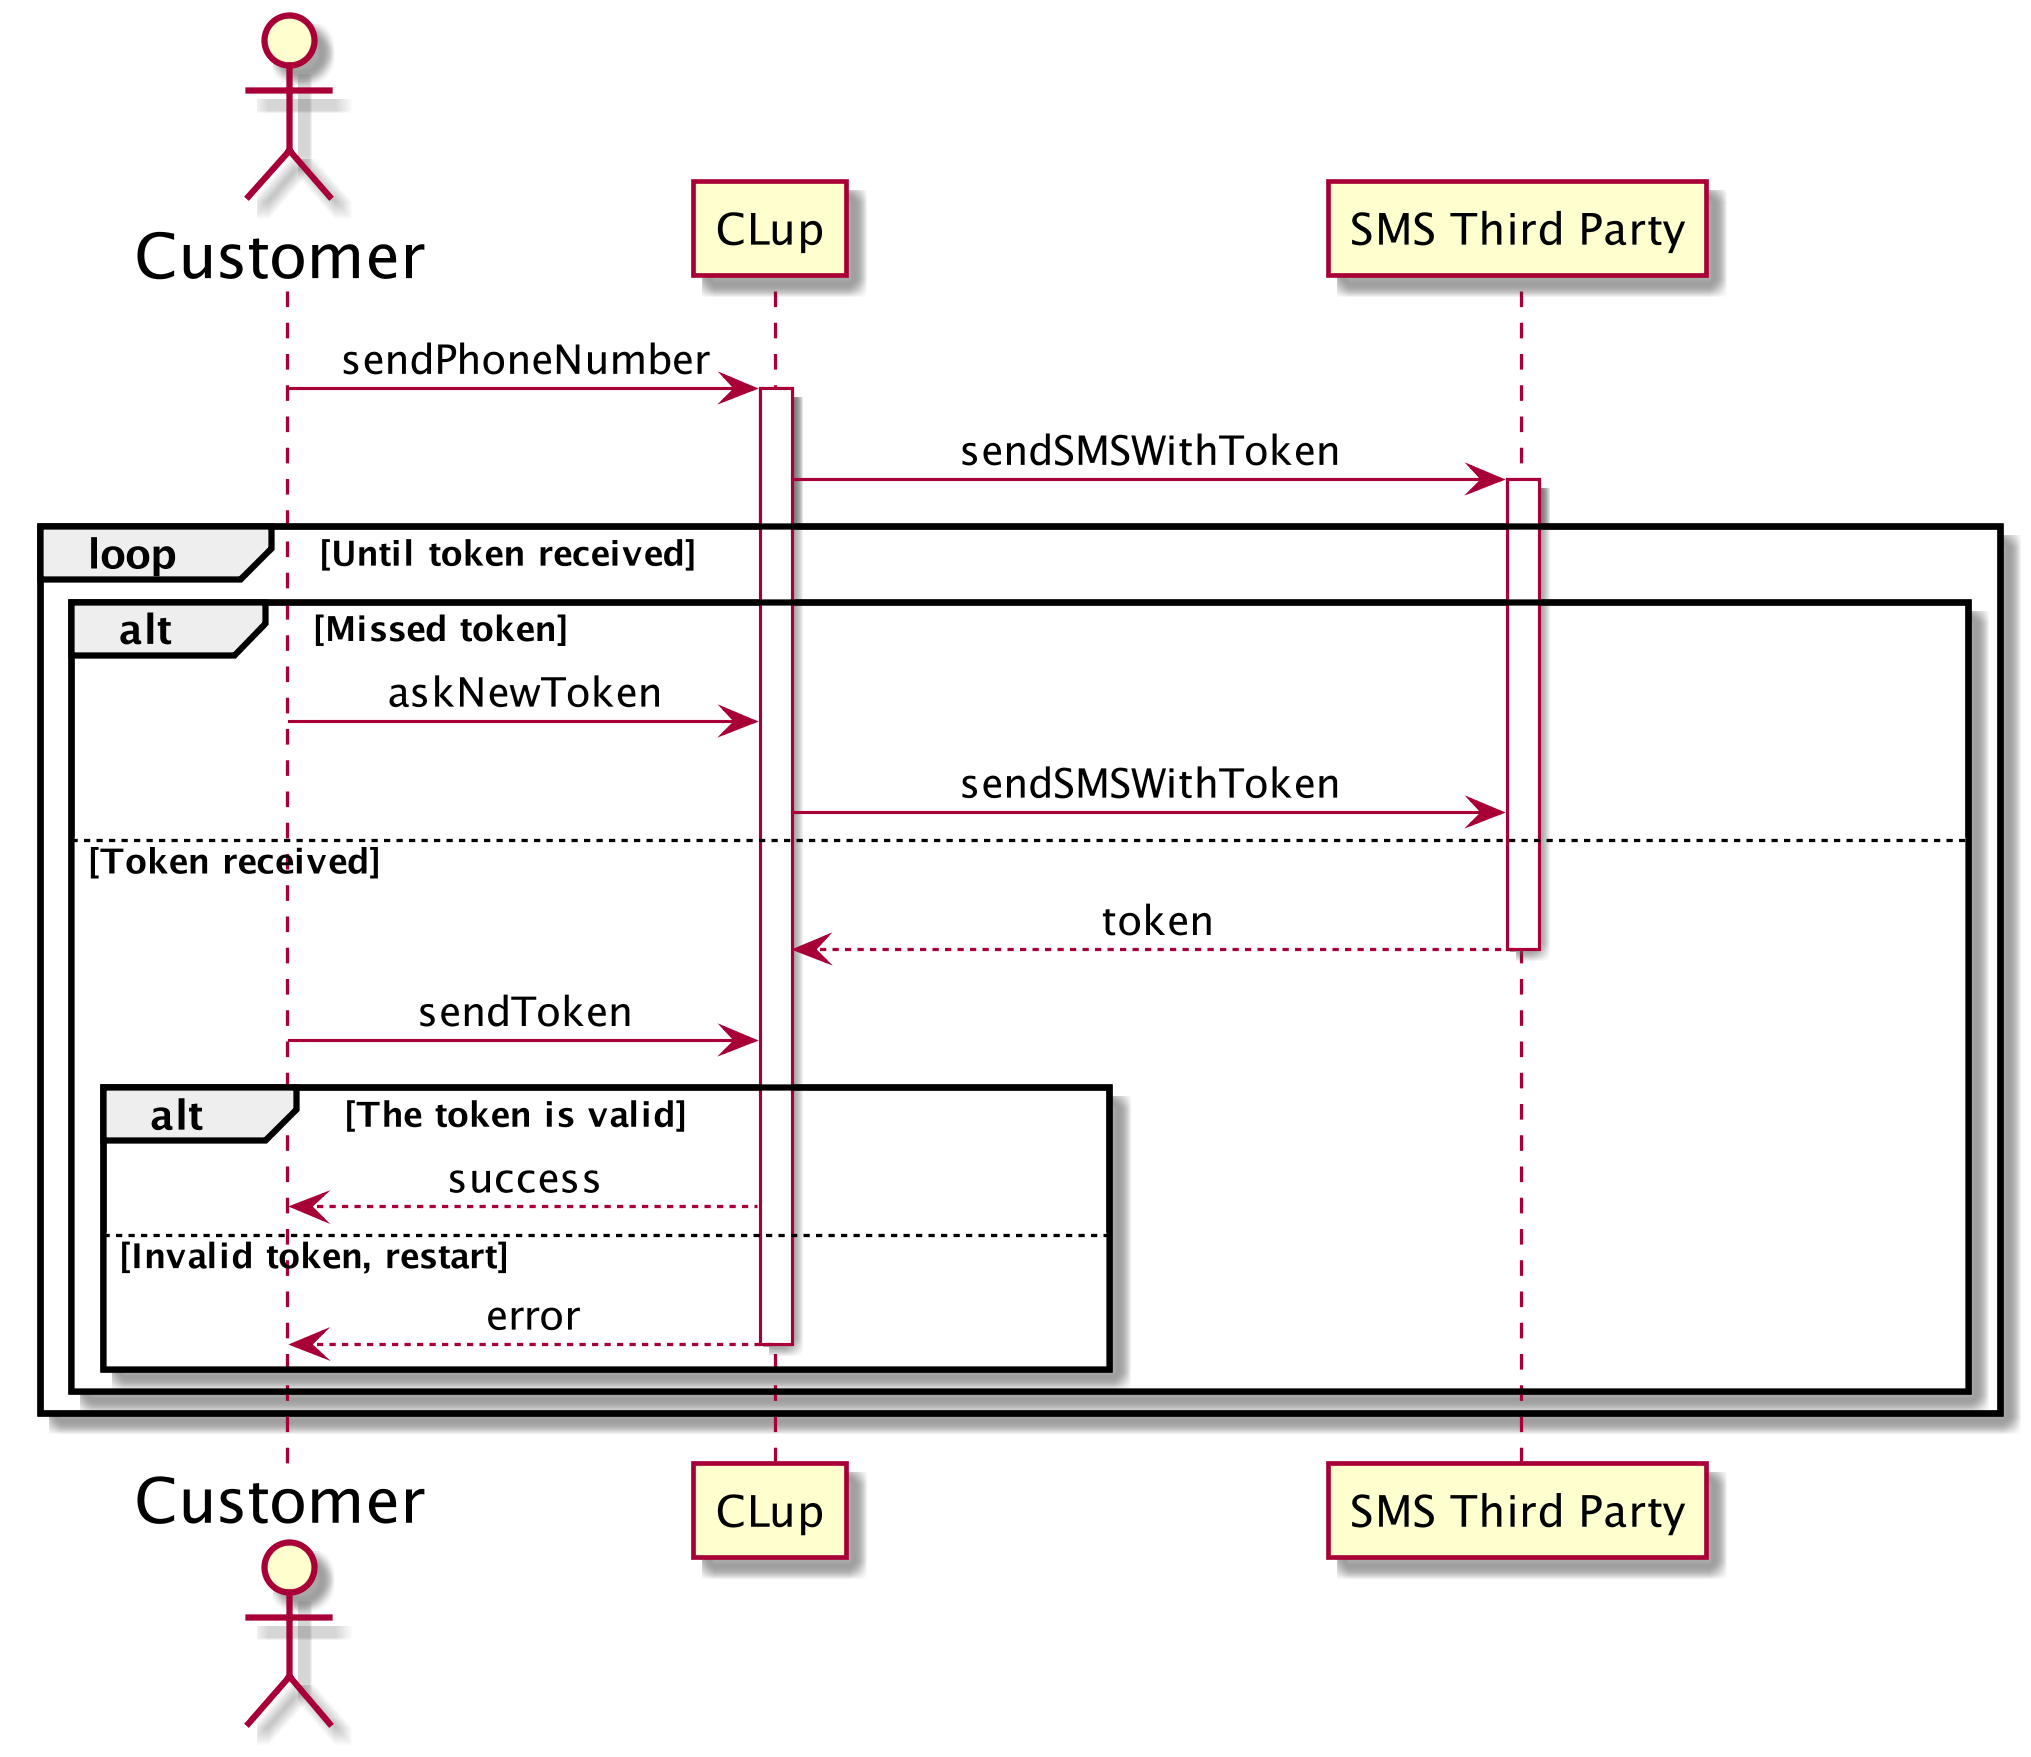 Customer
CLup
SMS Third Party
sendPhoneNumber
sendSMSWithToken
loop
[Until token received]
alt
[Missed token]
askNewToken
sendSMSWithToken
[Token received]
token
sendToken
alt
[The token is valid]
success
[Invalid token, restart]
error
Customer
CLup
SMS Third Party